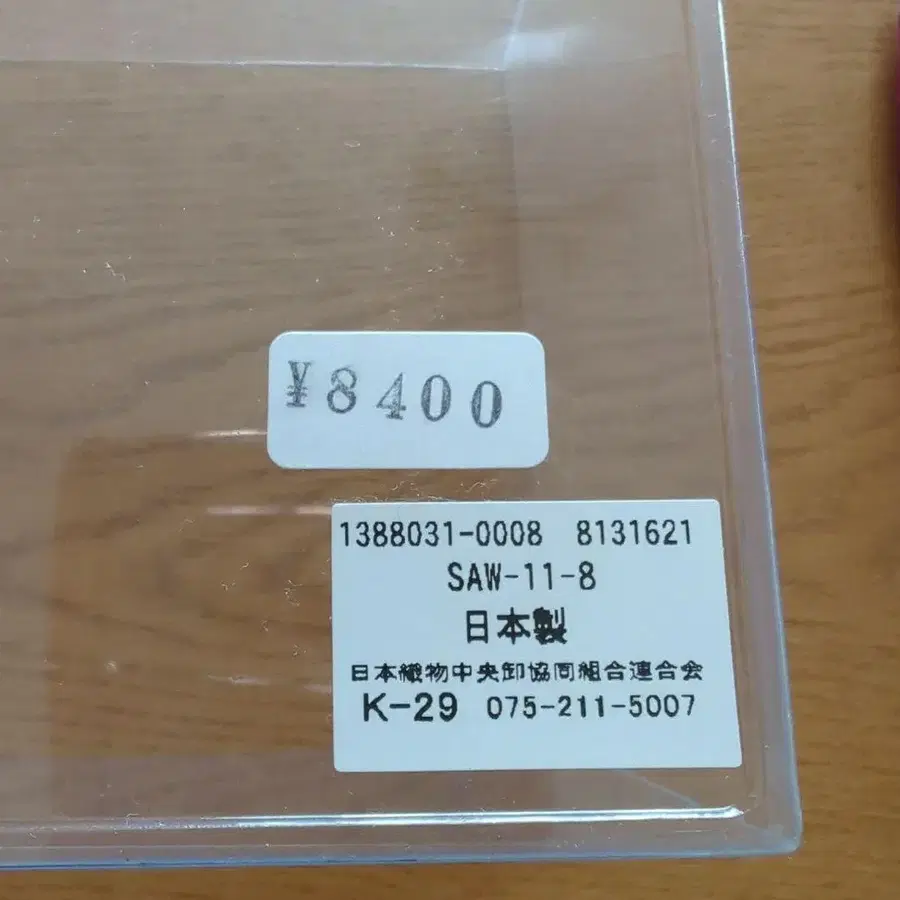 ¥8400
1388031-0008 8131621
SAW-11-8
日本製
日本織物中央卸協同組合連合会
K-29 075-211-5007